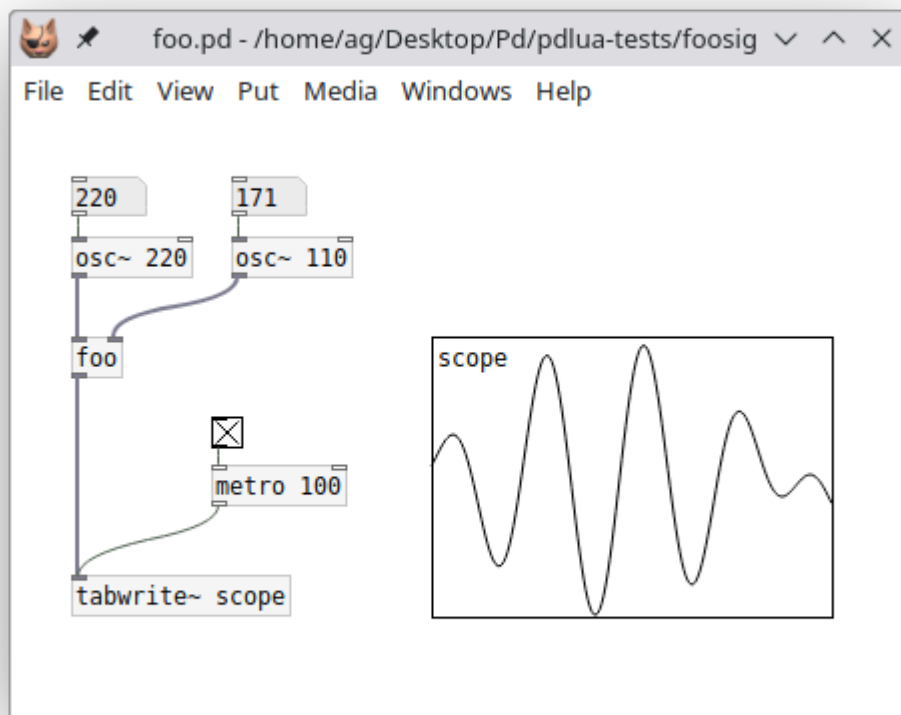 foo.pd - /home/ag/Desktop/Pd/pdlua-tests/foosig
File Edit View Put Media Windows Help
220 171
osc~ 220 osc~ 110
foo
scope
metro 100
tabwrite~ scope